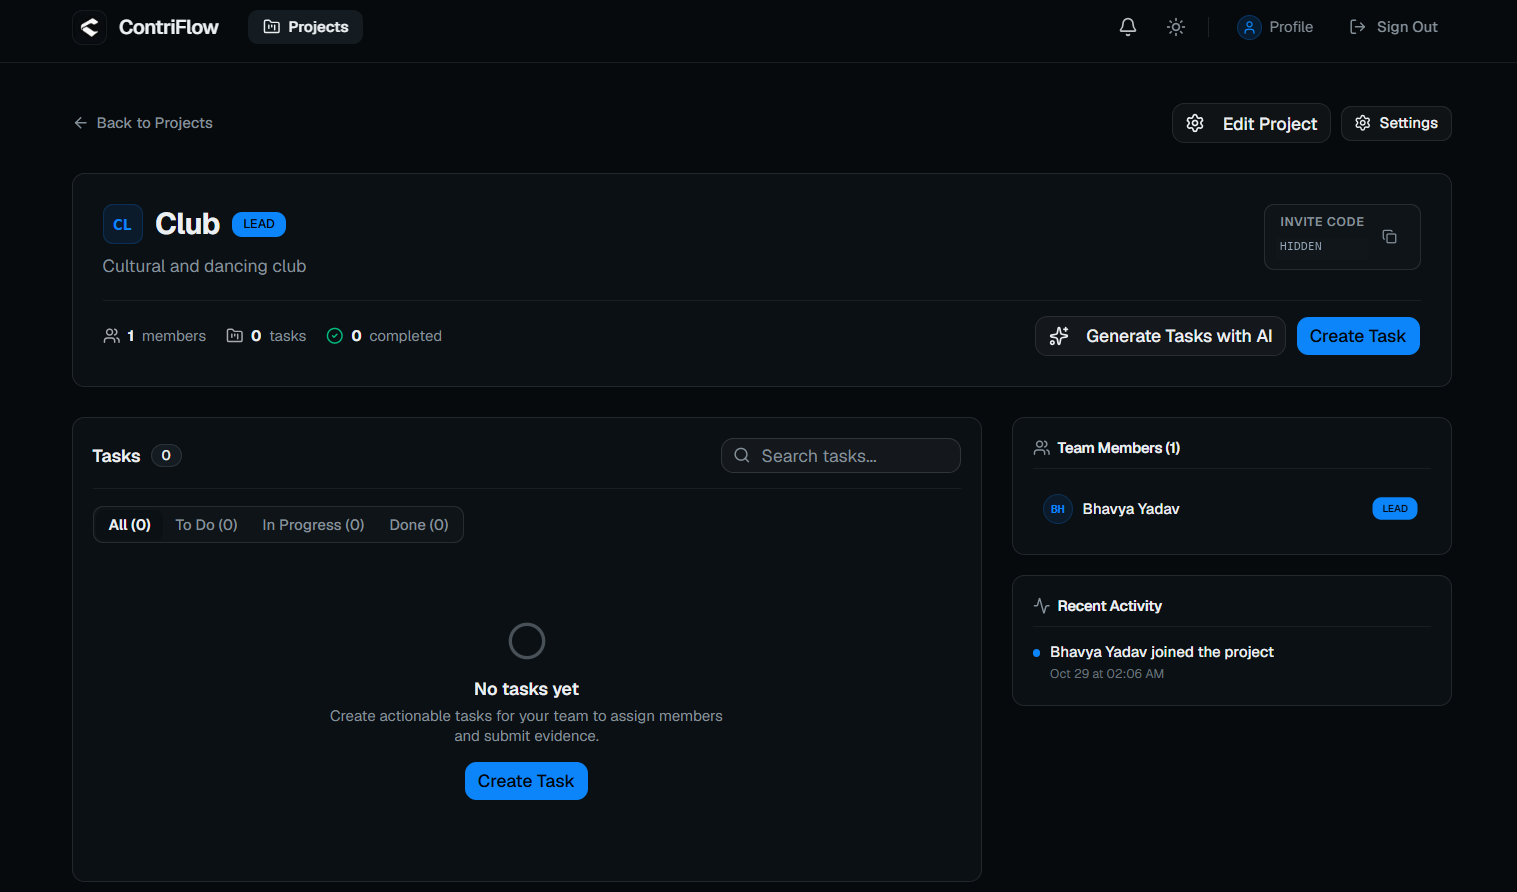 ContriFlow
Projects
Profile
Sign Out
Back to Projects
Edit Project
Settings
CL
Club
LEAD
Cultural and dancing club
INVITE CODE
HIDDEN
1 members
0 tasks
0 completed
Generate Tasks with AI
Create Task
Tasks 0
Search tasks...
All (0)
To Do (0)
In Progress (0)
Done (0)
No tasks yet
Create actionable tasks for your team to assign members
and submit evidence.
Create Task
Team Members (1)
BH
Bhavya Yadav
LEAD
Recent Activity
Bhavya Yadav joined the project
Oct 29 at 02:06 AM